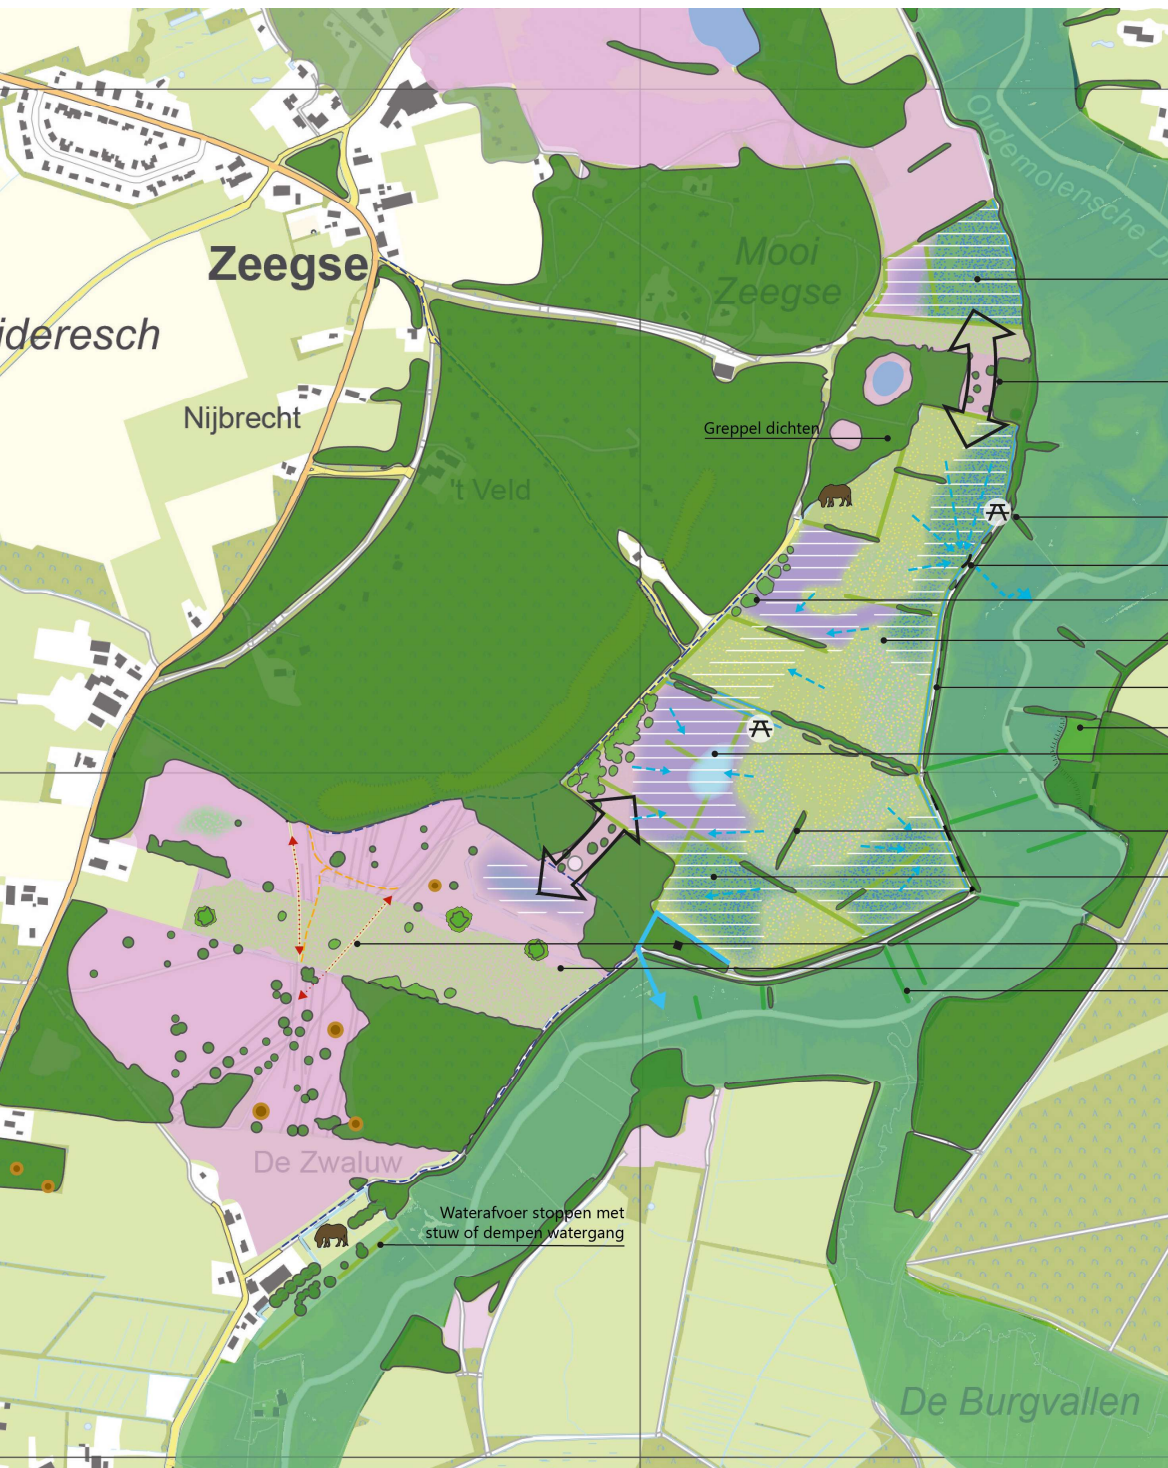 Oudemolensche D
Mooi
Zeegse
Zeegse
ideresch
Nijbrecht
Greppel dichten
't Veld
De Zwaluw
Waterafvoer stoppen met
stuw of dempen watergang
De Burgvallen